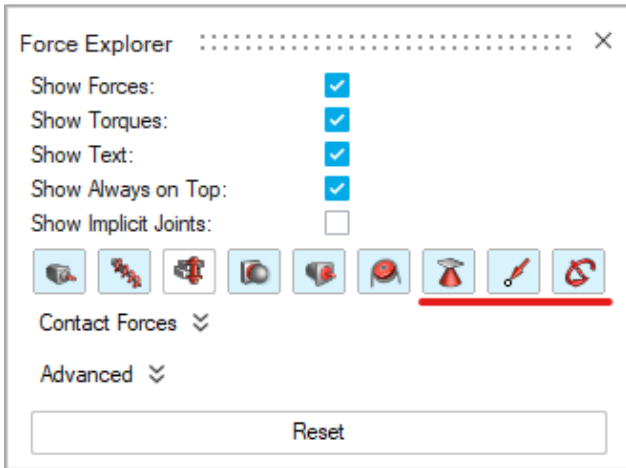 Force Explorer
Show Forces:
Show Torques:
Show Text:
Show Always on Top:
Show Implicit Joints:
Contact Forces
Advanced
Reset